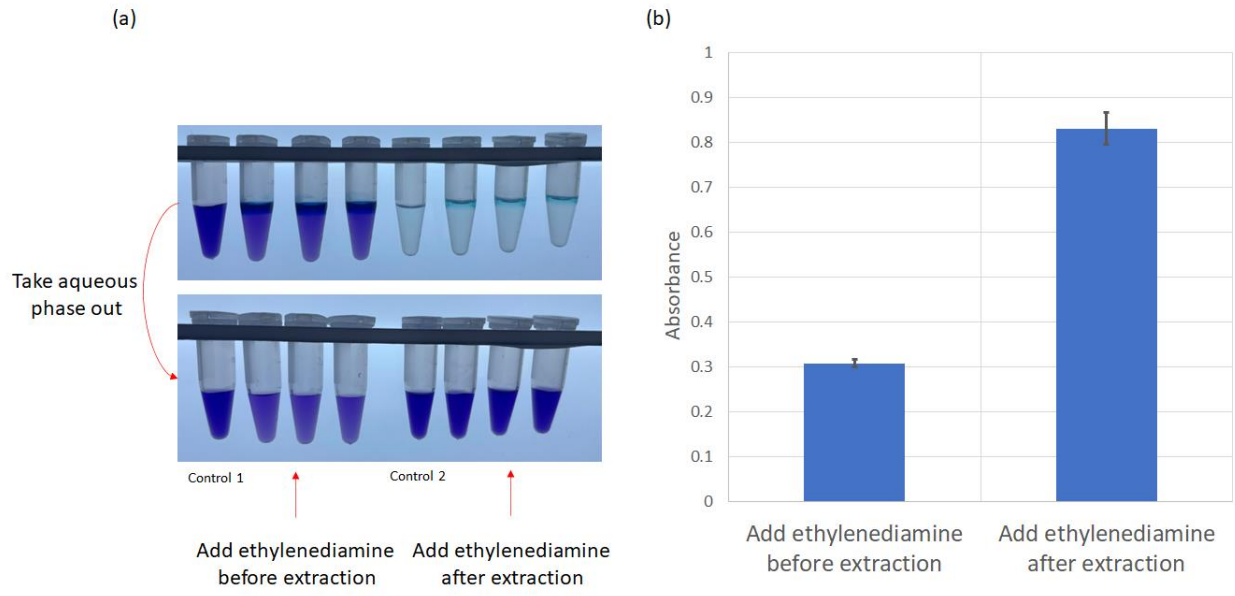 (a)
Take aqueous
phase out
Control 1
Control 2
Add ethylenediamine
before extraction
Add ethylenediamine
after extraction
(b)
1
0.9
0.8
0.7
0.6
0.5
0.4
0.3
0.2
0.1
0
Absorbance
Add ethylenediamine
before extraction
Add ethylenediamine
after extraction